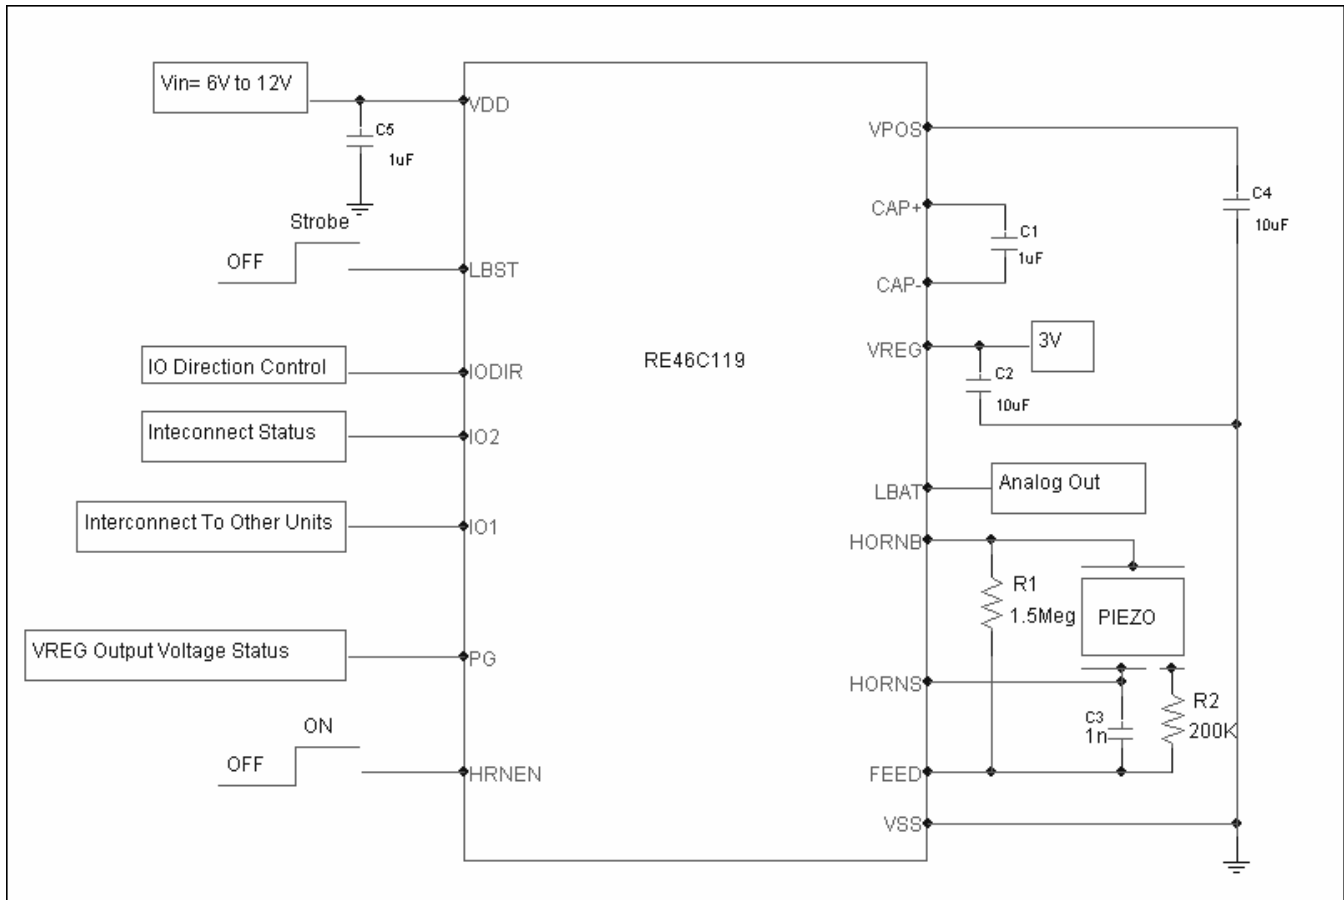 Vin= 6V to 12V
VDD
C5
1uF
Strobe
OFF
LBST
IO Direction Control
IODIR
Inteconnect Status
IO2
Interconnect To Other Units
IO1
VREG Output Voltage Status
PG
ON
OFF
HRNEN
RE46C119
VPOS
C4
10uF
CAP+
C1
1uF
CAP-
VREG
3V
C2
10uF
LBAT
Analog Out
HORNB
R1
1.5Meg
PIEZO
HORNS
C3
1n
R2
200K
FEED
VSS